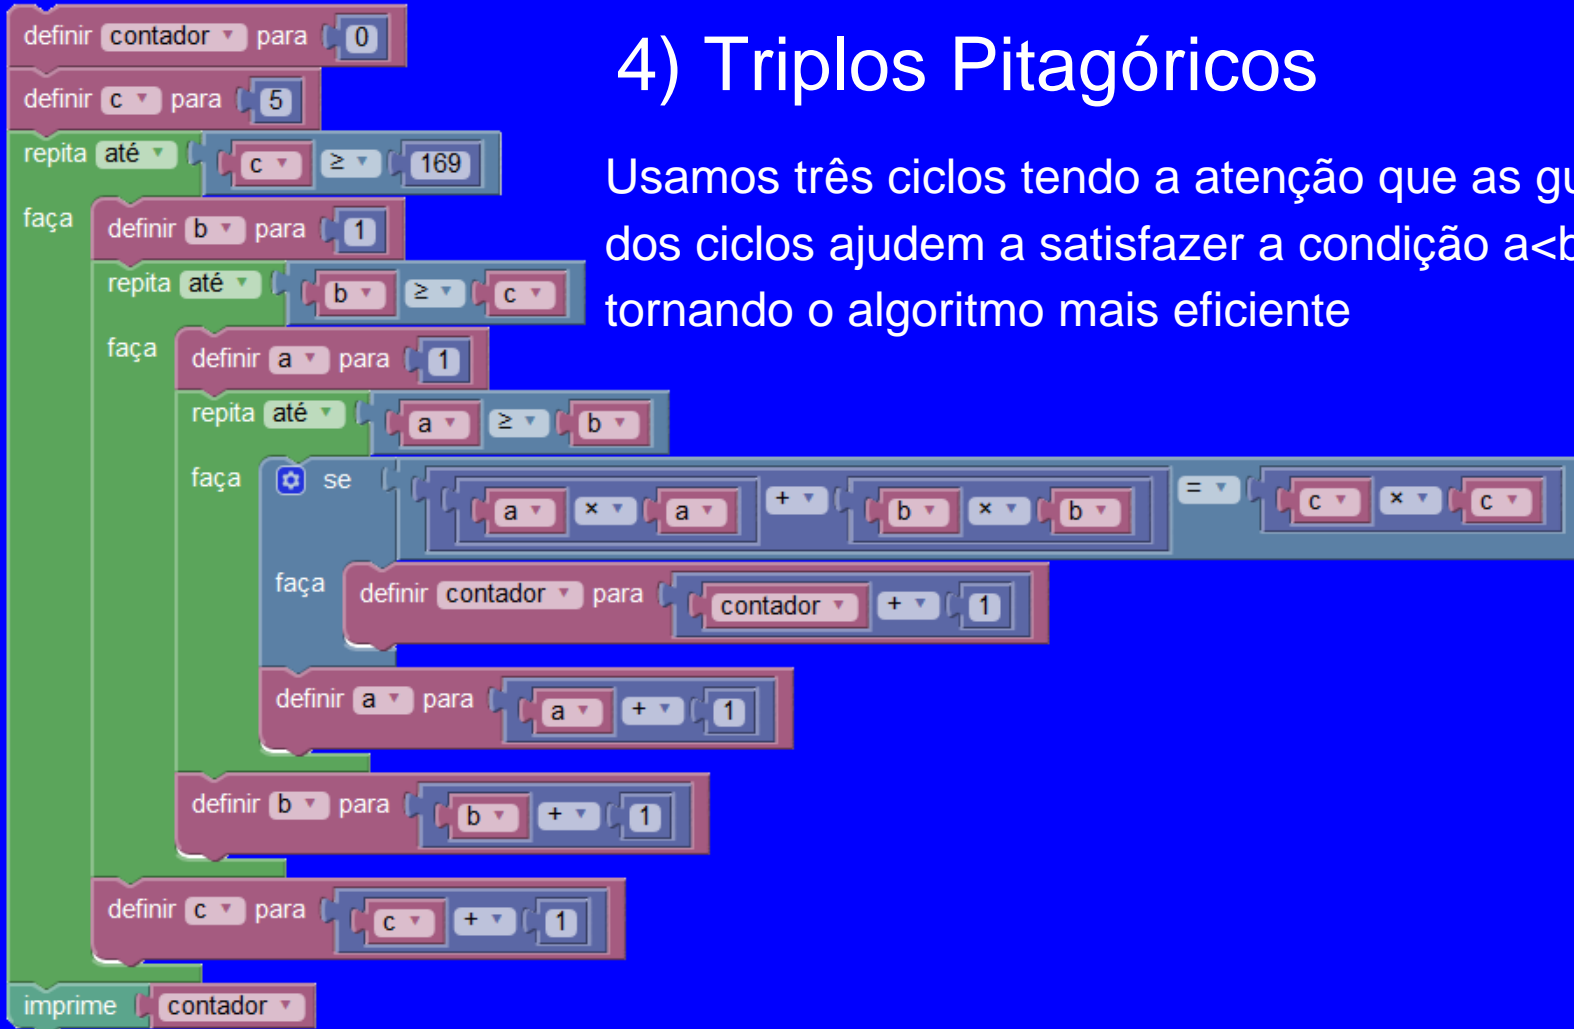 4) Triplos Pitagóricos
Usamos três ciclos tendo a atenção que as
dos ciclos ajudem a satisfazer a condição a<b
tornando o algoritmo mais eficiente
definir contador para 0
definir c para 5
repita até c ≥ 169
faça definir b para 1
repita até b ≥ c
faça definir a para 1
repita até a ≥ b
faça se a × a + b × b = c × c
faça definir contador para contador + 1
definir a para a + 1
definir b para b + 1
definir c para c + 1
imprime contador